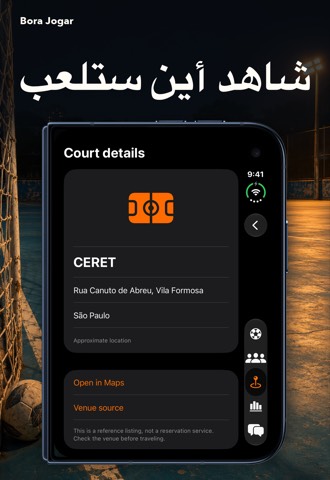 Bora Jogar
شاهد أين ستلعب
Court details
9:41
CERET
Rua Canuto de Abreu, Vila Formosa
São Paulo
Approximate location
Open in Maps
Venue source
This is a reference listing, not a reservation service.
Check the venue before traveling.